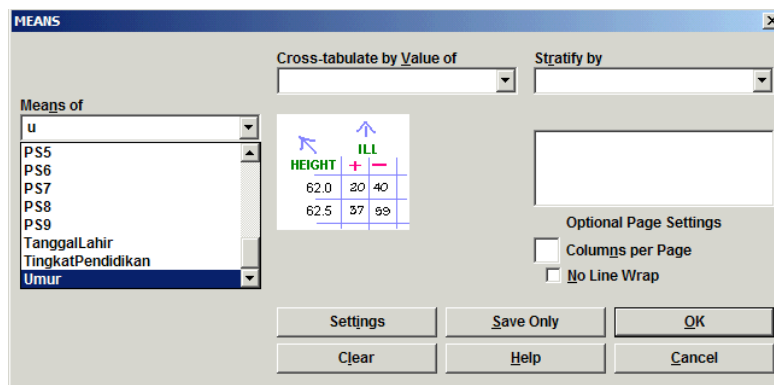 MEANS
Cross-tabulate by Value of
Stratify by
Means of
u
PS5
PS6
PS7
PS8
PS9
TanggalLahir
TingkatPendidikan
Umur
ILL
HEIGHT + −
62.0 20 40
62.5 37 99
Optional Page Settings
Columns per Page
No Line Wrap
Settings Save Only OK
Clear Help Cancel